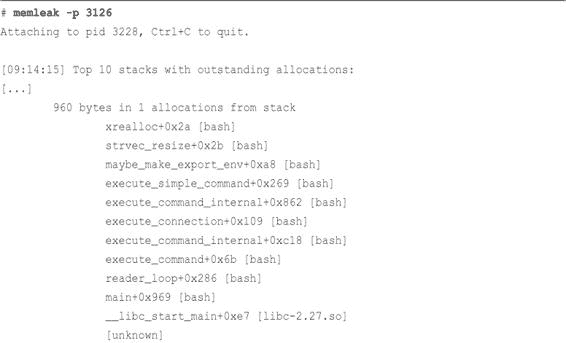 # memleak -p 3126
Attaching to pid 3228, Ctrl+C to quit.
[09:14:15] Top 10 stacks with outstanding allocations:
[...]
960 bytes in 1 allocations from stack
xrealloc+0x2a [bash]
strvec_resize+0x2b [bash]
maybe_make_export_env+0xa8 [bash]
execute_simple_command+0x269 [bash]
execute_command_internal+0x862 [bash]
execute_connection+0x109 [bash]
execute_command_internal+0xc18 [bash]
execute_command+0x6b [bash]
reader_loop+0x286 [bash]
main+0x969 [bash]
__libc_start_main+0xe7 [libc-2.27.so]
[unknown]